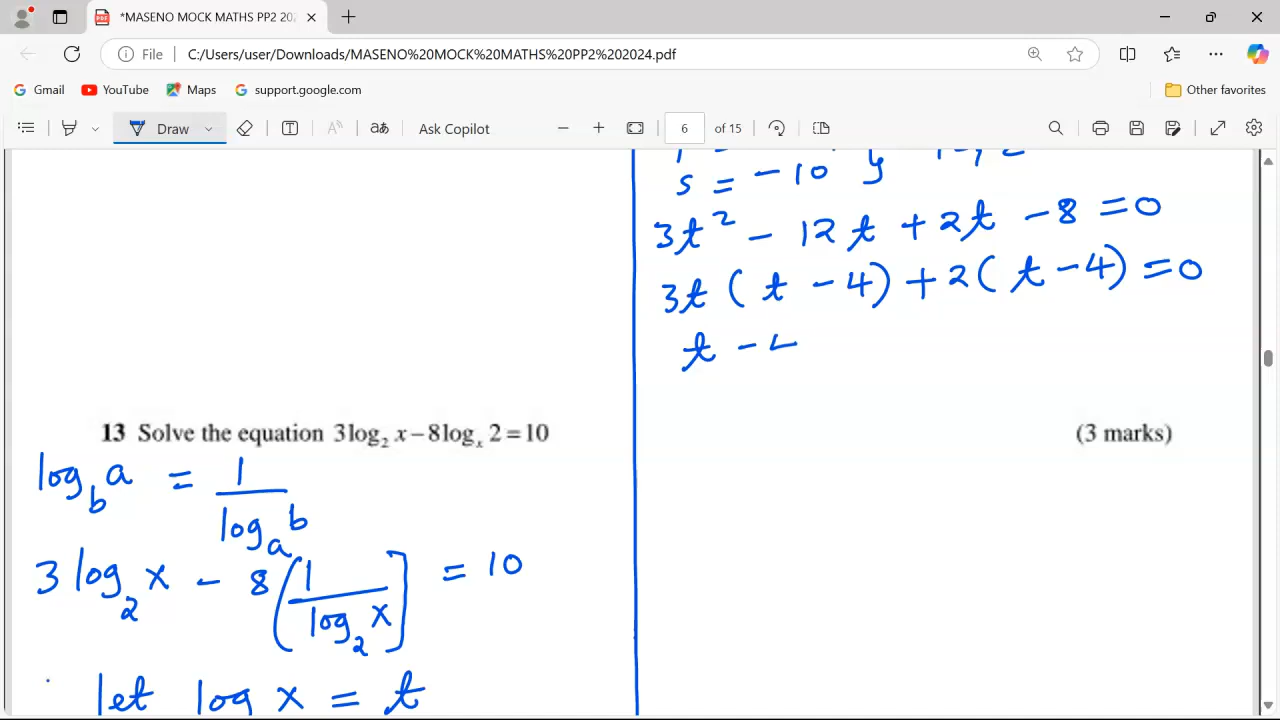 *MASENO MOCK MATHS PP2 202
File C:/Users/user/Downloads/MASENO%20MOCK%20MATHS%20PP2%202024.pdf
Gmail YouTube Maps support.google.com Other favorites
Draw Ask Copilot 6 of 15
13 Solve the equation 3log₂ x – 8logₓ 2 = 10 (3 marks)
log_b a = 1 / log_a b
3 log₂ x - 8 (1 / log₂ x] = 10
let log x = t
s = -10
3t² - 12t + 2t - 8 = 0
3t ( t - 4) + 2( t - 4) = 0
t - 4